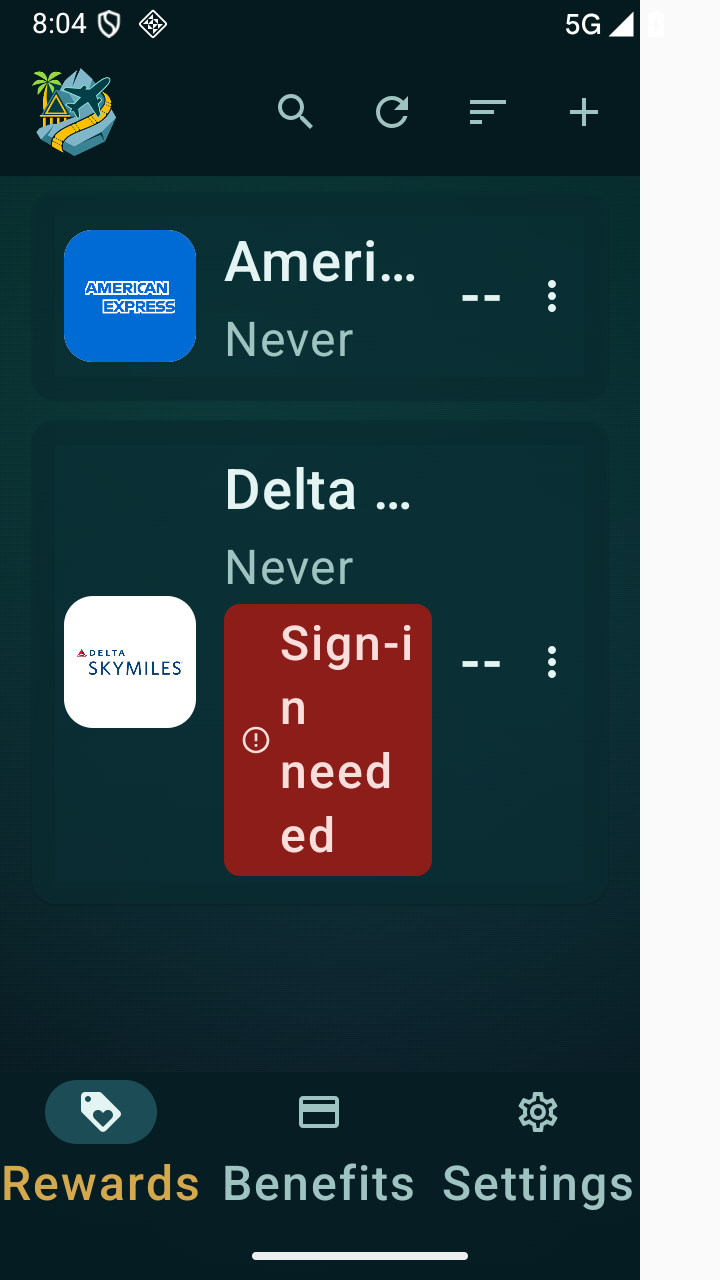 8:04
5G
AMERICAN
EXPRESS
Ameri...
Never
--
Delta ...
Never
DELTA
SKYMILES
Sign-i
n
need
ed
--
Rewards
Benefits
Settings